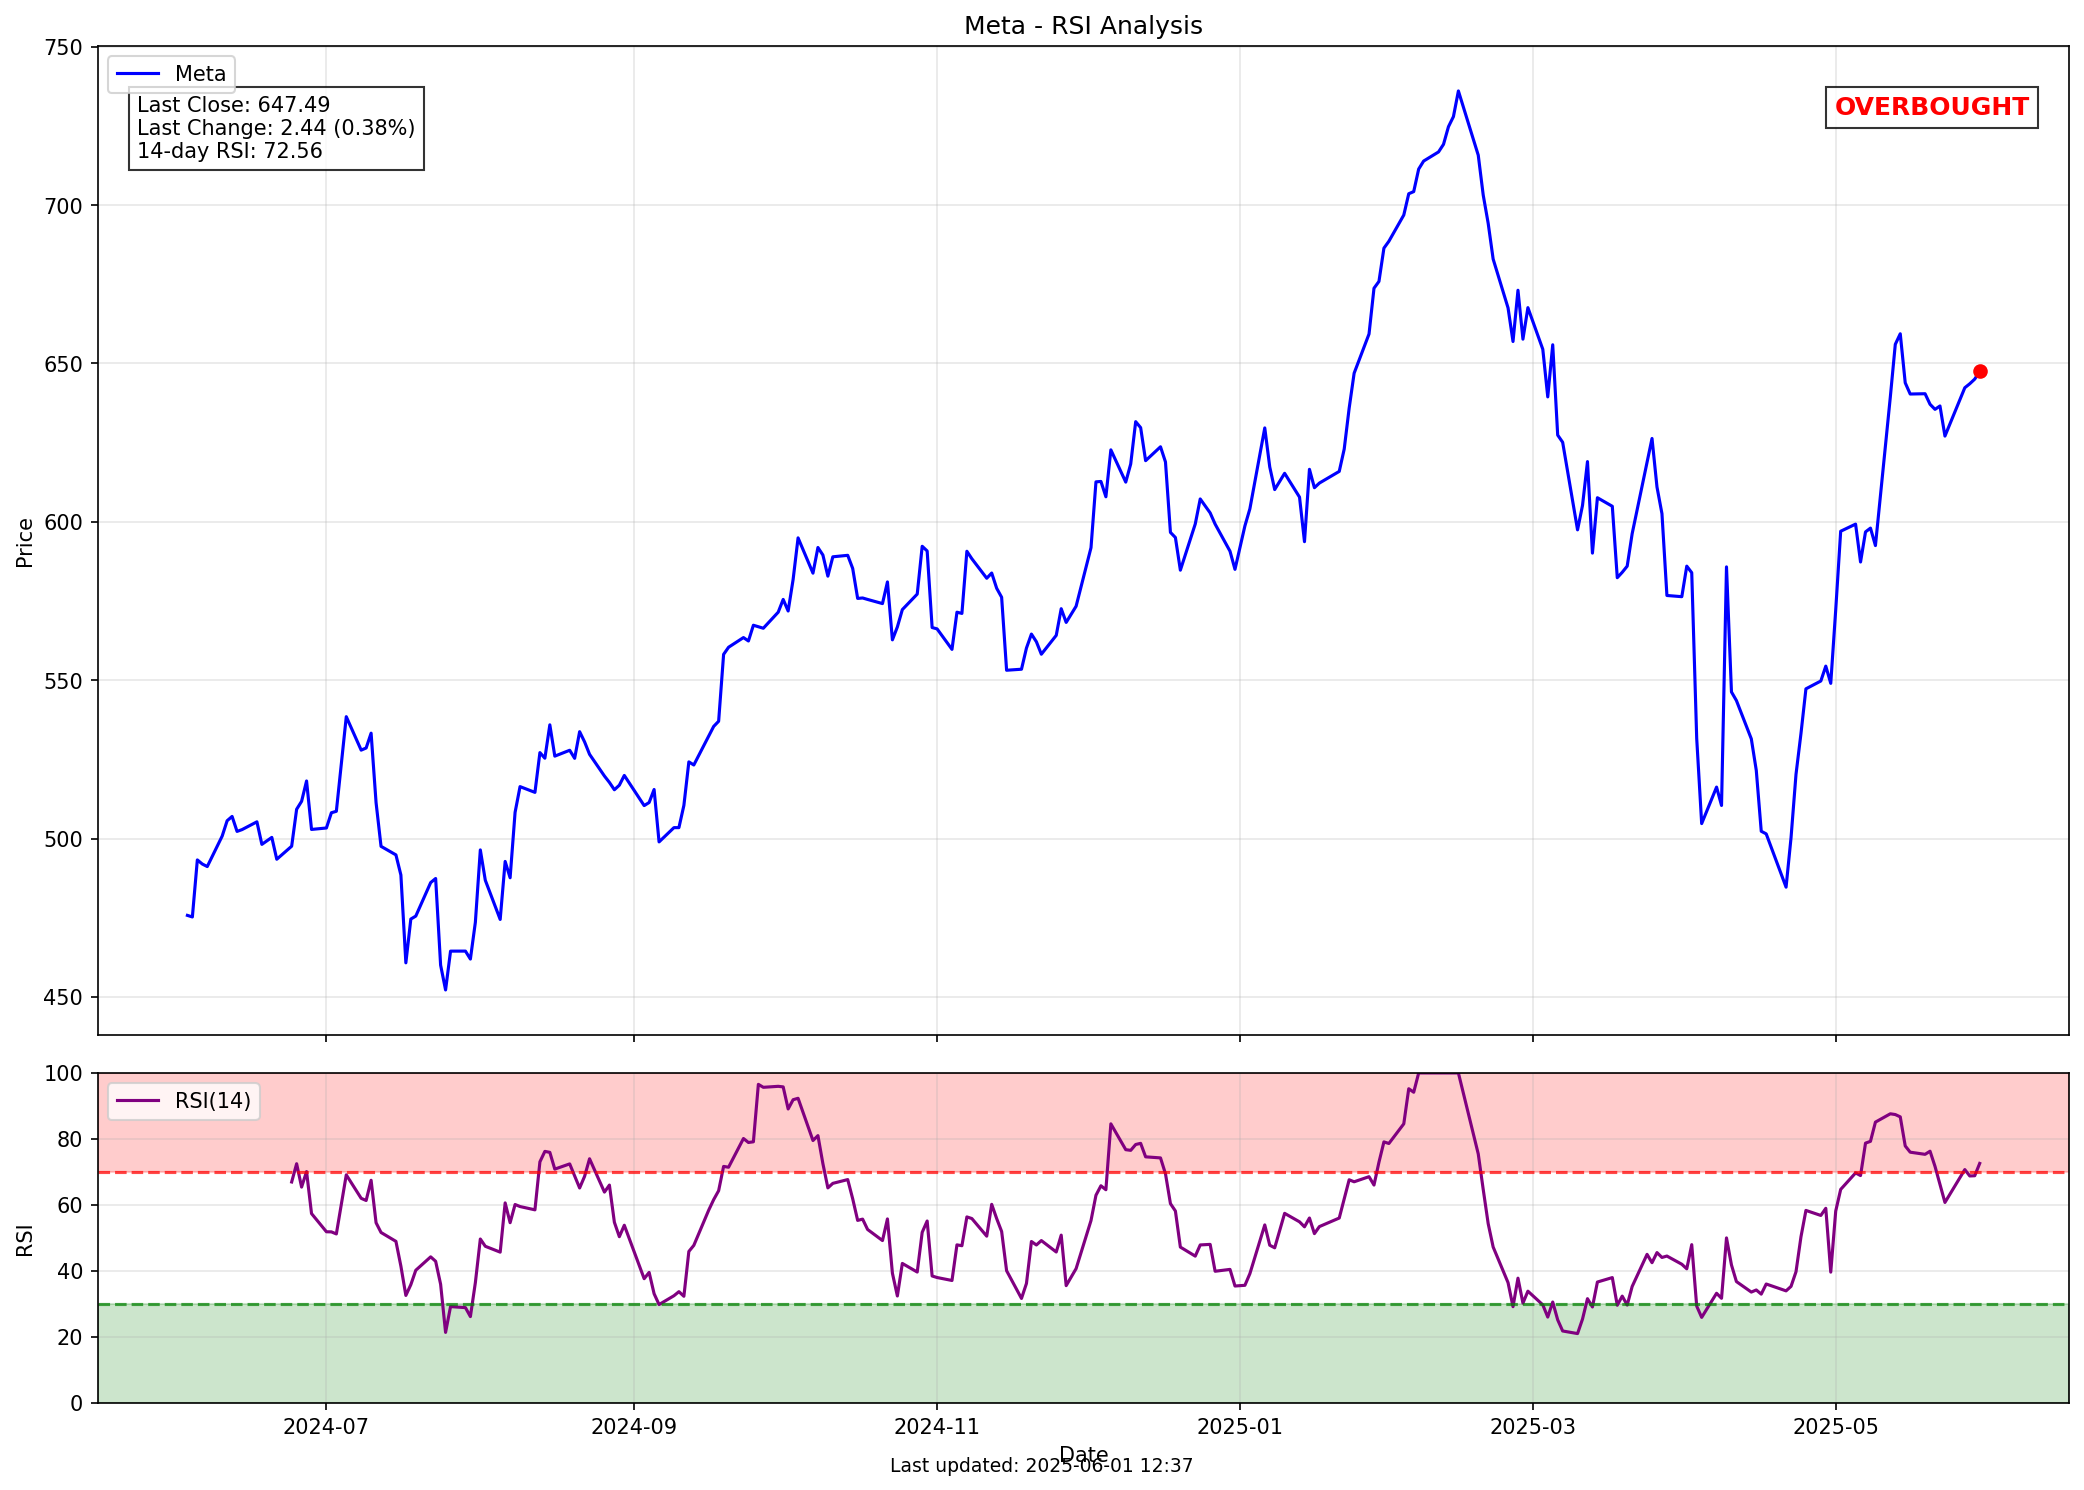 Meta - RSI Analysis
Meta
Last Close: 647.49
Last Change: 2.44 (0.38%)
14-day RSI: 72.56
OVERBOUGHT
Price
750
700
650
600
550
500
450
RSI
RSI(14)
100
80
60
40
20
0
2024-07
2024-09
2024-11
2025-01
2025-03
2025-05
Date
Last updated: 2025-06-01 12:37